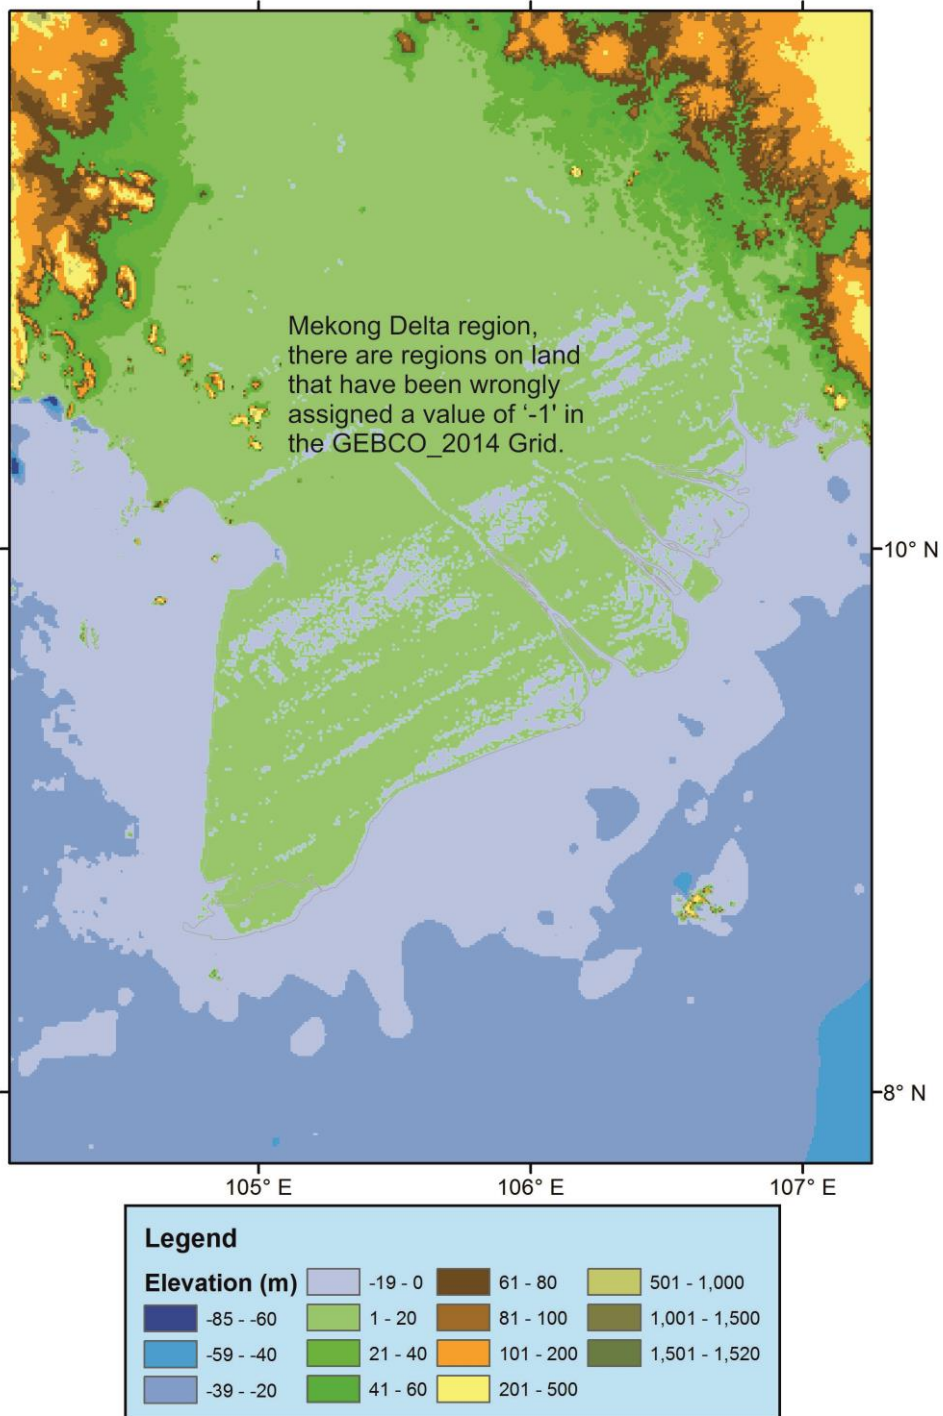 Mekong Delta region,
there are regions on land
that have been wrongly
assigned a value of ‘-1' in
the GEBCO_2014 Grid.
10° N
8° N
105° E 106° E 107° E
Legend
Elevation (m)
-85 - -60
-59 - -40
-39 - -20
-19 - 0
1 - 20
21 - 40
41 - 60
61 - 80
81 - 100
101 - 200
201 - 500
501 - 1,000
1,001 - 1,500
1,501 - 1,520